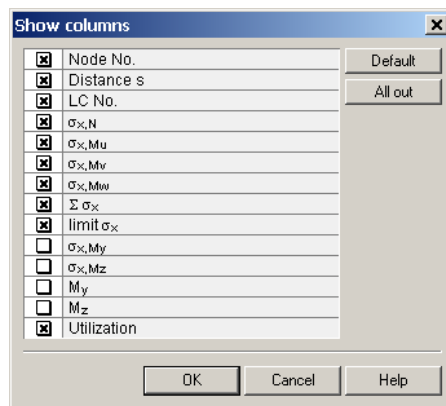 Show columns
Node No.
Distance s
LC No.
σx,N
σx,Mu
σx,Mv
σx,Mw
Σ σx
limit σx
σx,My
σx,Mz
My
Mz
Utilization
Default
All out
OK
Cancel
Help